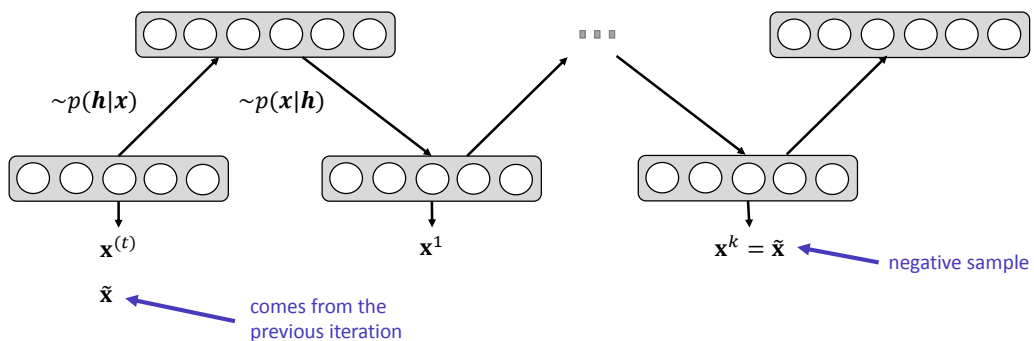 ~p(h|x)
~p(x|h)
x^(t)
x^1
x^k = x̃
negative sample
x̃
comes from the
previous iteration